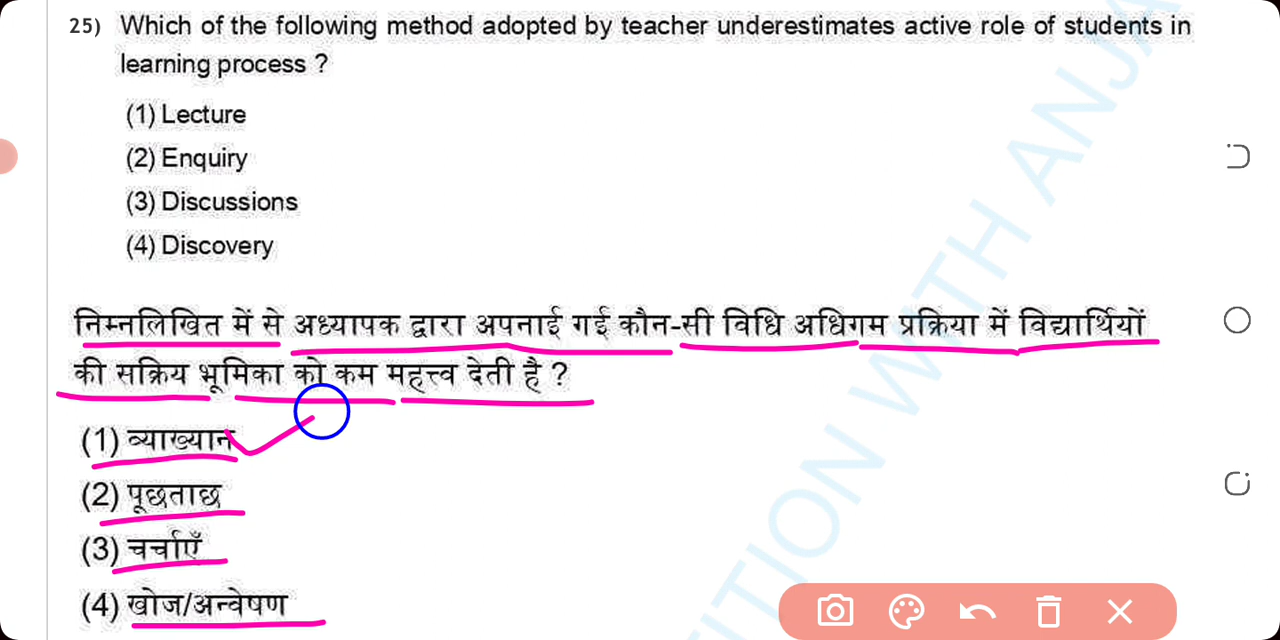 25) Which of the following method adopted by teacher underestimates active role of students in
learning process ?
(1) Lecture
(2) Enquiry
(3) Discussions
(4) Discovery
निम्नलिखित में से अध्यापक द्वारा अपनाई गई कौन-सी विधि अधिगम प्रक्रिया में विद्यार्थियों
की सक्रिय भूमिका को कम महत्त्व देती है ?
(1) व्याख्यान
(2) पूछताछ
(3) चर्चाएँ
(4) खोज/अन्वेषण
WITH